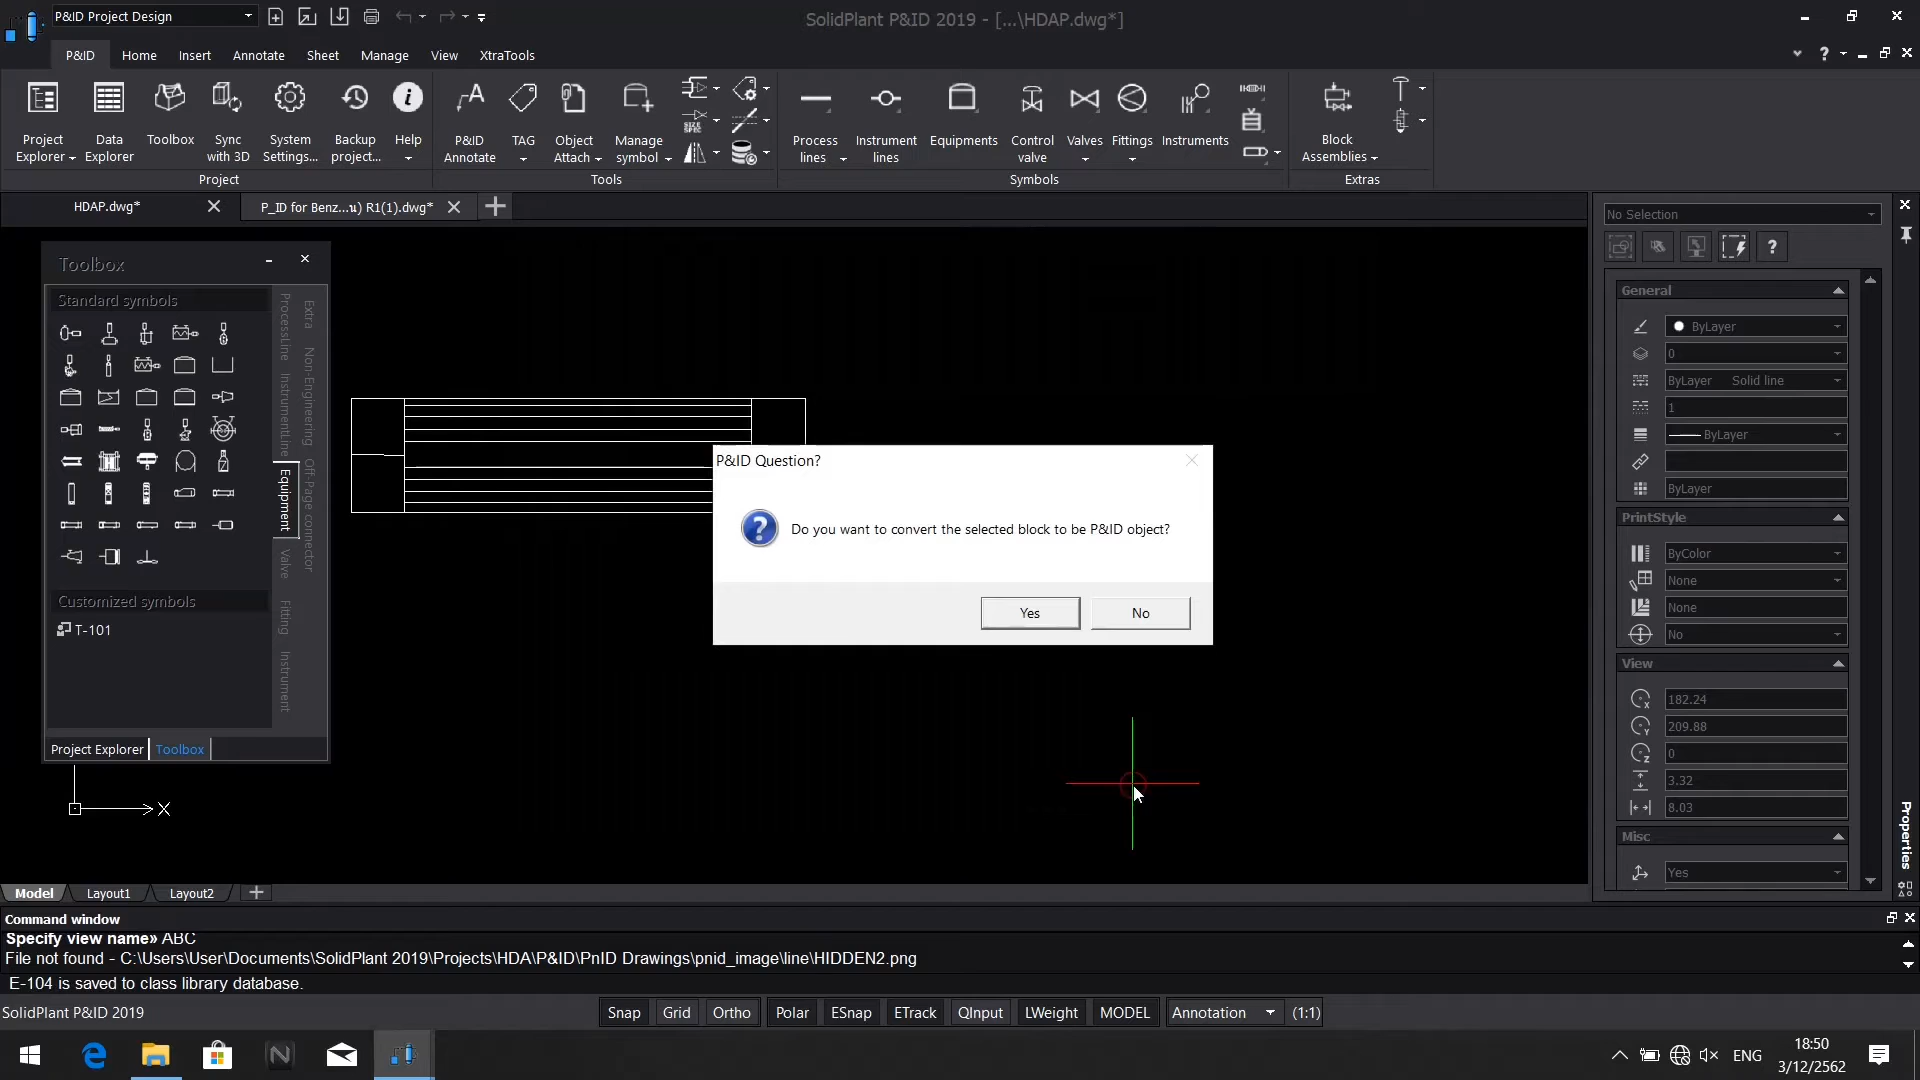 P&ID Project Design
SolidPlant P&ID 2019 - [...\HDAP.dwg*]
P&ID
Home
Insert
Annotate
Sheet
Manage
View
XtraTools
Project
Explorer
Data
Explorer
Toolbox
Sync
with 3D
System
Settings...
Backup
project...
Help
P&ID
Annotate
TAG
Object
Attach
Manage
symbol
Process
lines
Instrument
lines
Equipments
Control
valve
Valves
Fittings
Instruments
Block
Assemblies
Project
Tools
Symbols
Extras
HDAP.dwg*
P_ID for Benz...น) R1(1).dwg*
Toolbox
Standard symbols
ProcessLine
InstrumentLine
Equipment
Valve
Fitting
Instrument
Extra
Non-Engineering
Off-Page connector
Customized symbols
T-101
Project Explorer
Toolbox
X
P&ID Question?
Do you want to convert the selected block to be P&ID object?
Yes
No
No Selection
General
ByLayer
0
ByLayer Solid line
1
ByLayer
ByLayer
PrintStyle
ByColor
None
None
No
View
182.24
209.88
0
3.32
8.03
Misc
Yes
Properties
Model
Layout1
Layout2
Command window
Specify view name» ABC
File not found - C:\Users\User\Documents\SolidPlant 2019\Projects\HDA\P&ID\PnID Drawings\pnid_image\line\HIDDEN2.png
E-104 is saved to class library database.
SolidPlant P&ID 2019
Snap
Grid
Ortho
Polar
ESnap
ETrack
QInput
LWeight
MODEL
Annotation
(1:1)
ENG
18:50
3/12/2562